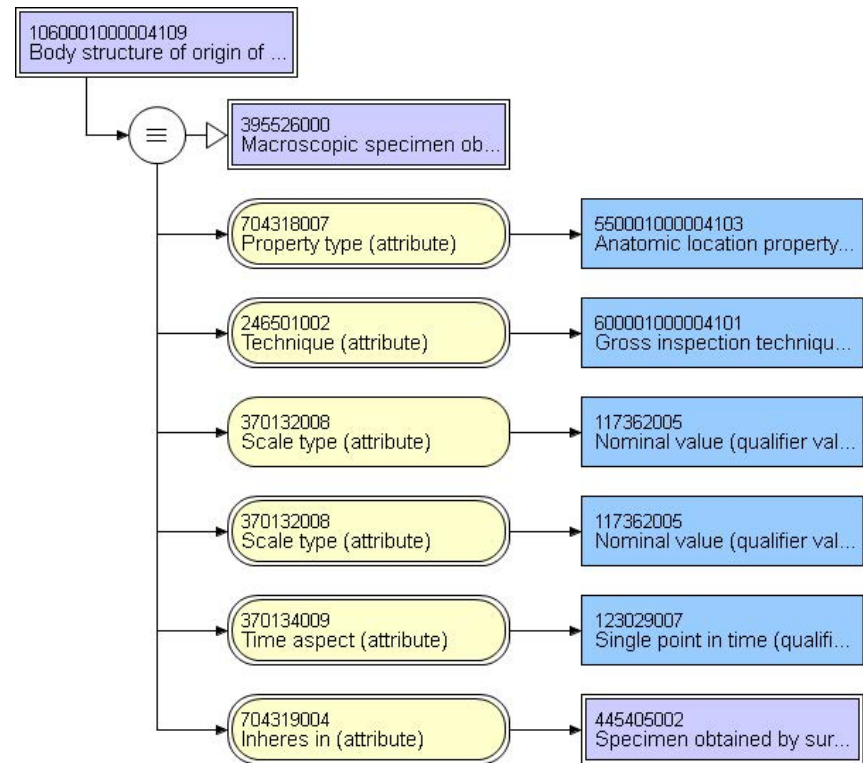 1060001000004109
Body structure of origin of ...
395526000
Macroscopic specimen ob...
704318007
Property type (attribute)
550001000004103
Anatomic location property...
246501002
Technique (attribute)
600001000004101
Gross inspection techniqu...
370132008
Scale type (attribute)
117362005
Nominal value (qualifier val...
370132008
Scale type (attribute)
117362005
Nominal value (qualifier val...
370134009
Time aspect (attribute)
123029007
Single point in time (qualifi...
704319004
Inheres in (attribute)
445405002
Specimen obtained by sur...